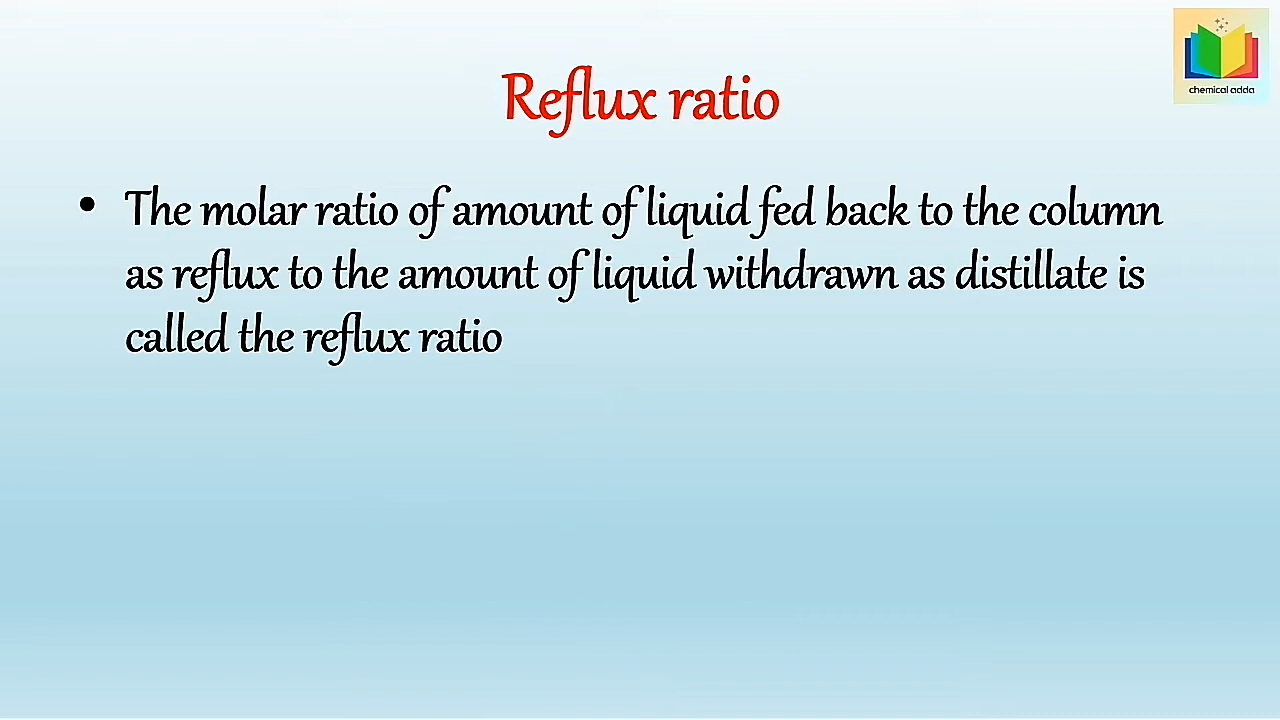 chemical adda
Reflux ratio
• The molar ratio of amount of liquid fed back to the column
as reflux to the amount of liquid withdrawn as distillate is
called the reflux ratio